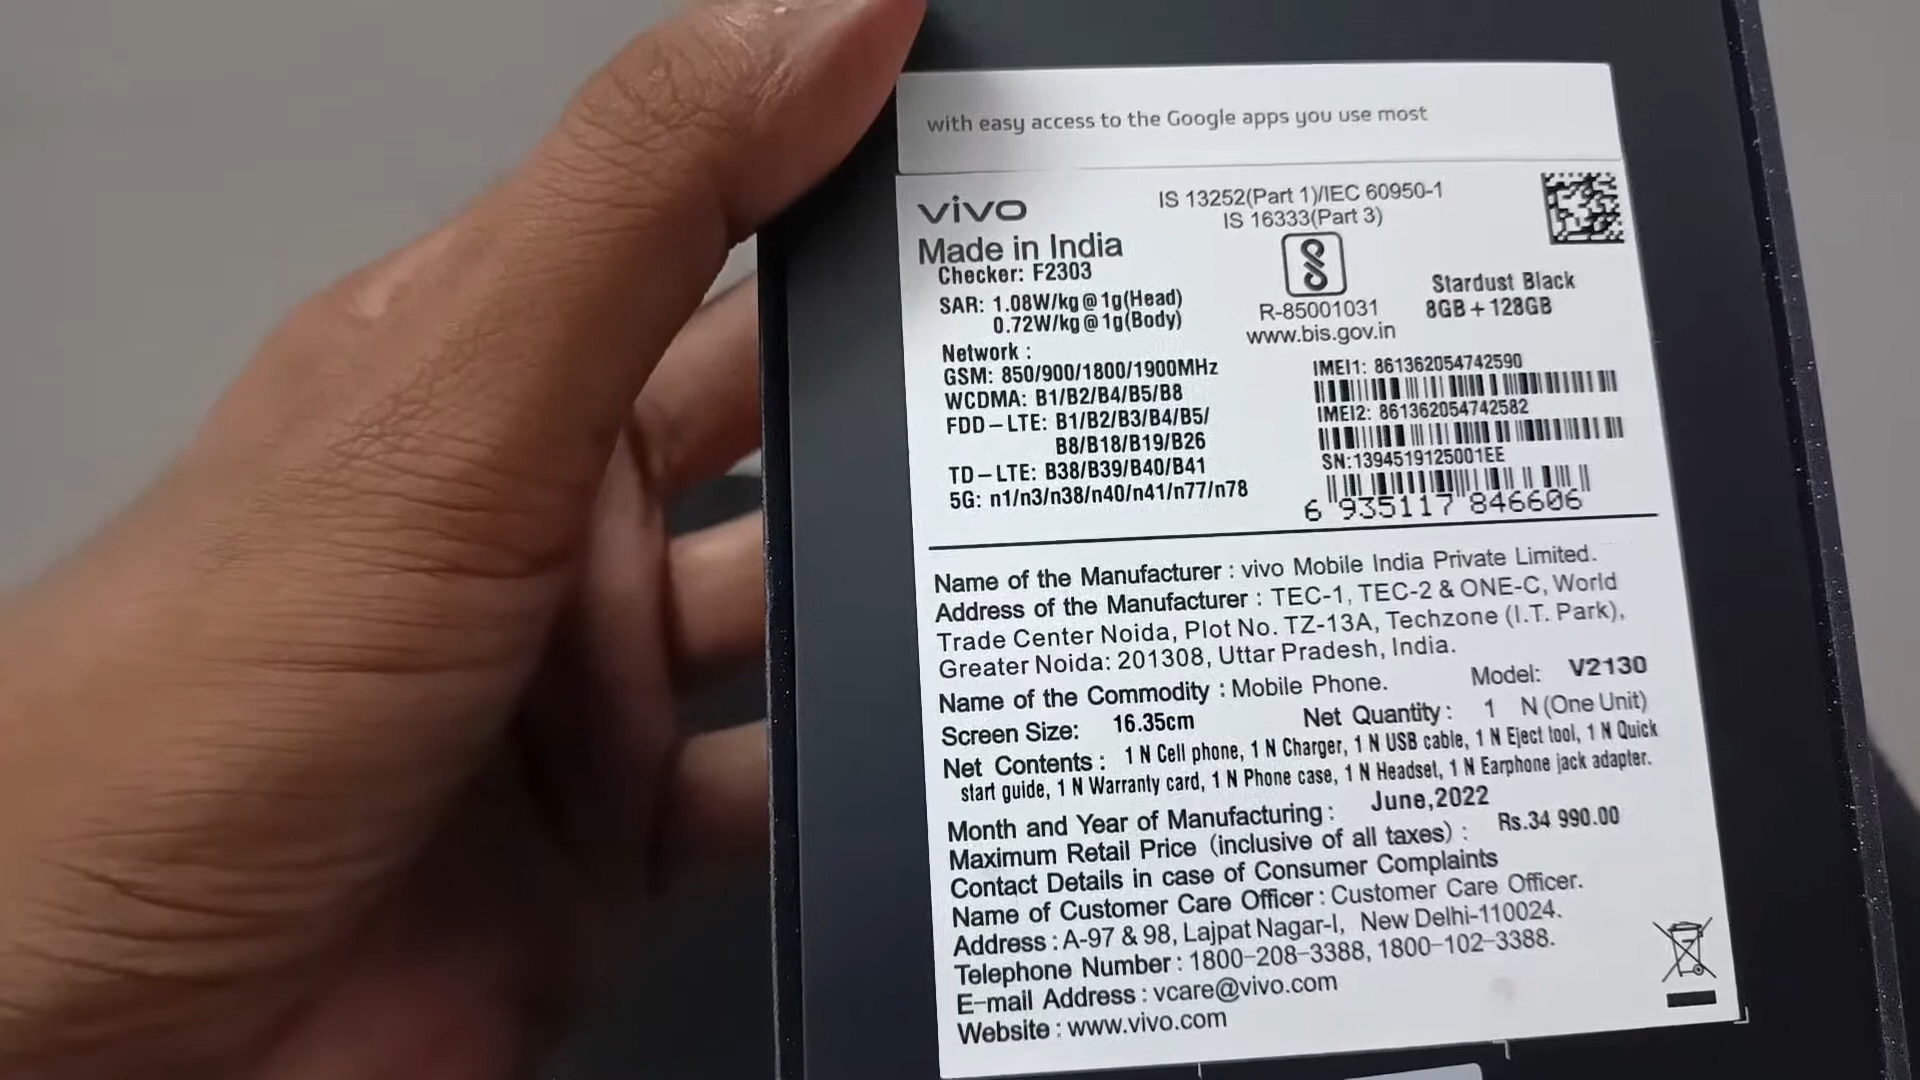 with easy access to the Google apps you use most
vivo
Made in India
Checker: F2303
SAR: 1.08W/kg@1g(Head)
0.72W/kg@1g(Body)
Network :
GSM: 850/900/1800/1900MHz
WCDMA: B1/B2/B4/B5/B8
FDD-LTE: B1/B2/B3/B4/B5/
B8/B18/B19/B26
TD-LTE: B38/B39/B40/B41
5G: n1/n3/n38/n40/n41/n77/n78
IS 13252(Part 1)/IEC 60950-1
IS 16333(Part 3)
R-85001031
www.bis.gov.in
Stardust Black
8GB+128GB
IMEI1: 861362054742590
IMEI2: 861362054742582
SN:1394519125001EE
6 935117 846606
Name of the Manufacturer : vivo Mobile India Private Limited.
Address of the Manufacturer : TEC-1, TEC-2 & ONE-C, World
Trade Center Noida, Plot No. TZ-13A, Techzone (I.T. Park),
Greater Noida: 201308, Uttar Pradesh, India.
Name of the Commodity : Mobile Phone. Model: V2130
Screen Size: 16.35cm Net Quantity : 1 N (One Unit)
Net Contents : 1 N Cell phone, 1 N Charger, 1 N USB cable, 1 N Eject tool, 1 N Quick
start guide, 1 N Warranty card, 1 N Phone case, 1 N Headset, 1 N Earphone jack adapter.
Month and Year of Manufacturing : June,2022
Maximum Retail Price (inclusive of all taxes) : Rs.34 990.00
Contact Details in case of Consumer Complaints
Name of Customer Care Officer : Customer Care Officer.
Address : A-97 & 98, Lajpat Nagar-I, New Delhi-110024.
Telephone Number : 1800-208-3388, 1800-102-3388.
E-mail Address : vcare@vivo.com
Website : www.vivo.com